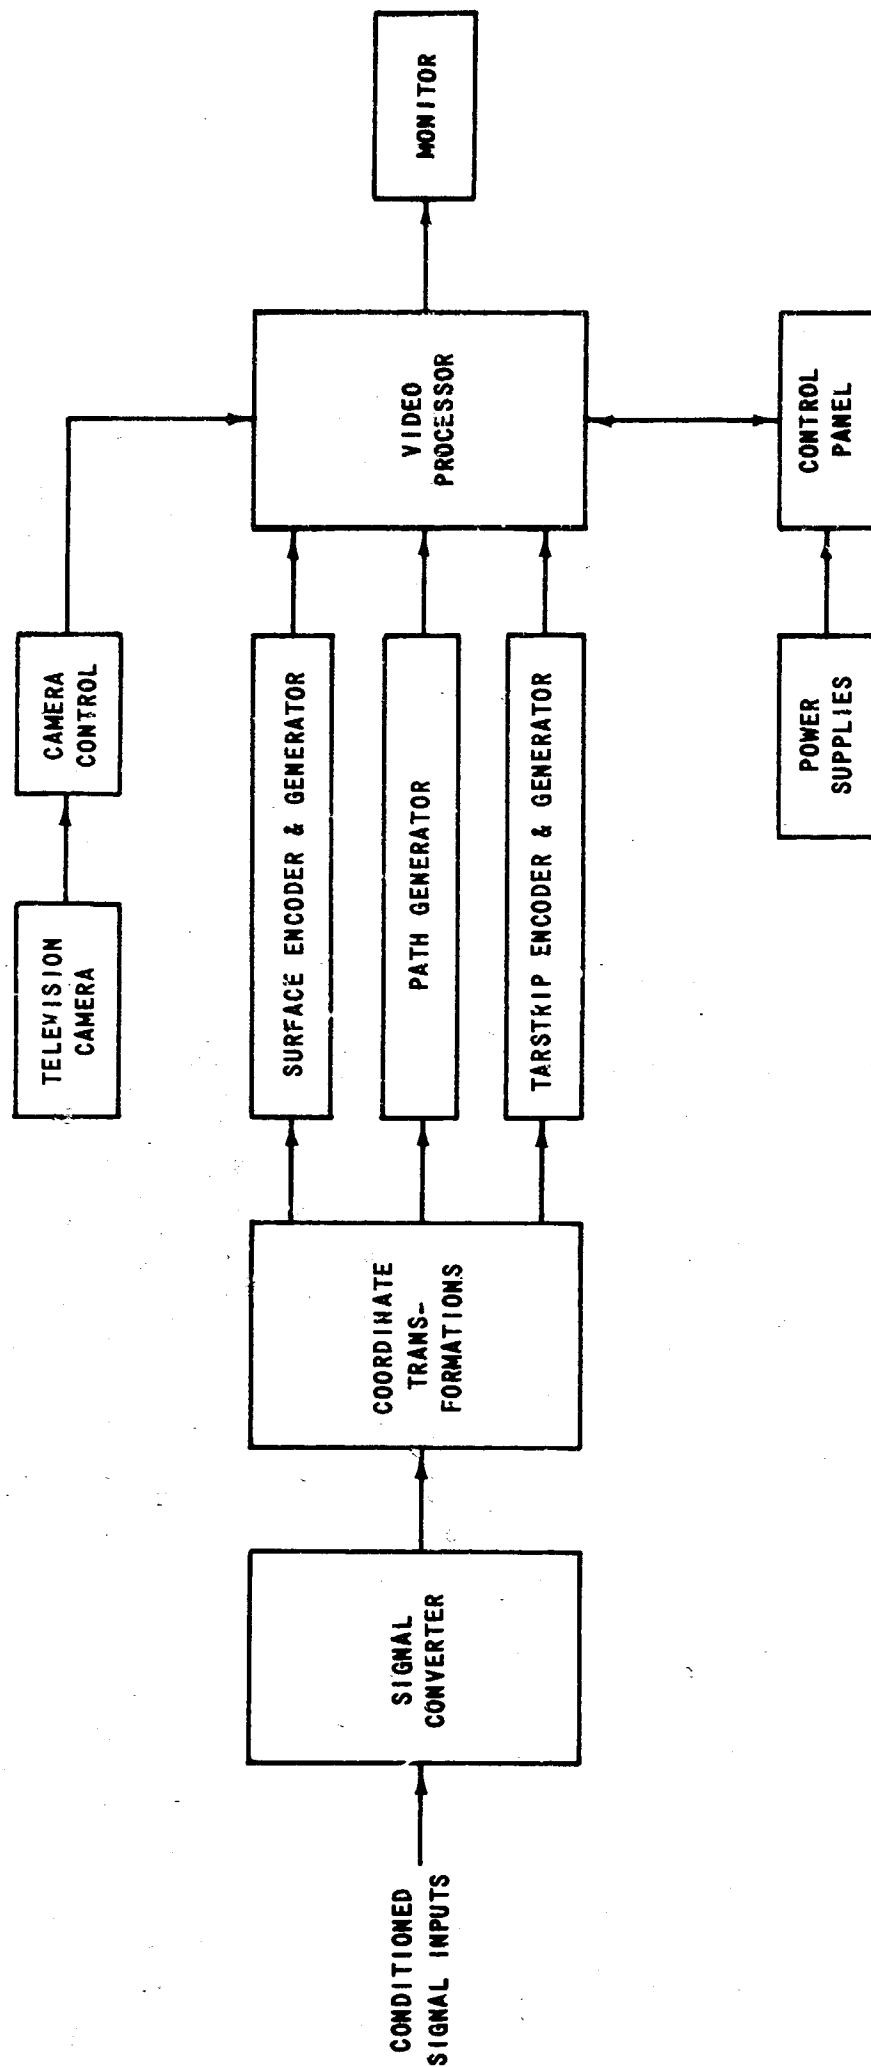 TELEVISION
CAMERA
CAMERA
CONTROL
CONDITIONED
SIGNAL INPUTS
SIGNAL
CONVERTER
COORDINATE
TRANS-
FORMATIONS
SURFACE ENCODER & GENERATOR
PATH GENERATOR
TARSTRIP ENCODER & GENERATOR
VIDEO
PROCESSOR
MONITOR
POWER
SUPPLIES
CONTROL
PANEL